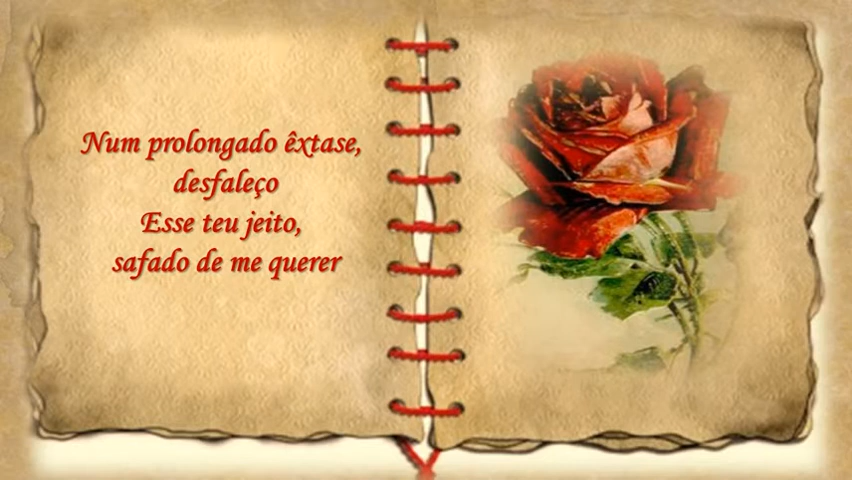 Num prolongado êxtase,
desfaleço
Esse teu jeito,
safado de me querer